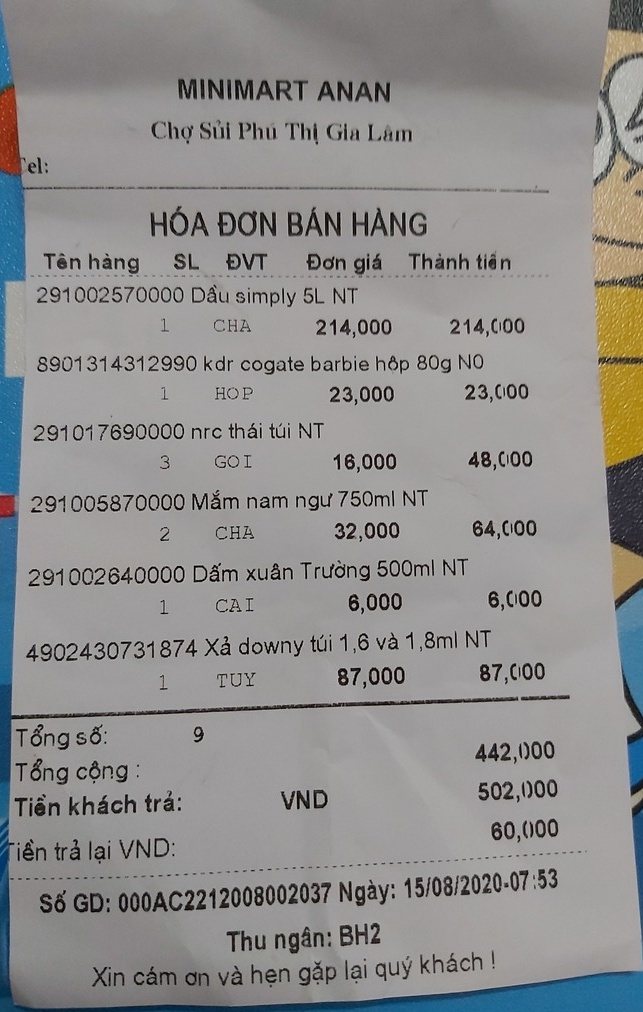 MINIMART ANAN
Chợ Sủi Phú Thị Gia Lâm
Tel:
HÓA ĐƠN BÁN HÀNG
Tên hàng SL ĐVT Đơn giá Thành tiền
291002570000 Dầu simply 5L NT
1 CHA 214,000 214,000
8901314312990 kdr cogate barbie hôp 80g N0
1 HOP 23,000 23,000
291017690000 nrc thái túi NT
3 GOI 16,000 48,000
291005870000 Mắm nam ngư 750ml NT
2 CHA 32,000 64,000
291002640000 Dấm xuân Trường 500ml NT
1 CAI 6,000 6,000
4902430731874 Xả downy túi 1,6 và 1,8ml NT
1 TUY 87,000 87,000
Tổng số: 9
Tổng cộng : 442,000
Tiền khách trả: VND 502,000
Tiền trả lại VND: 60,000
Số GD: 000AC2212008002037 Ngày: 15/08/2020-07:53
Thu ngân: BH2
Xin cám ơn và hẹn gặp lại quý khách !